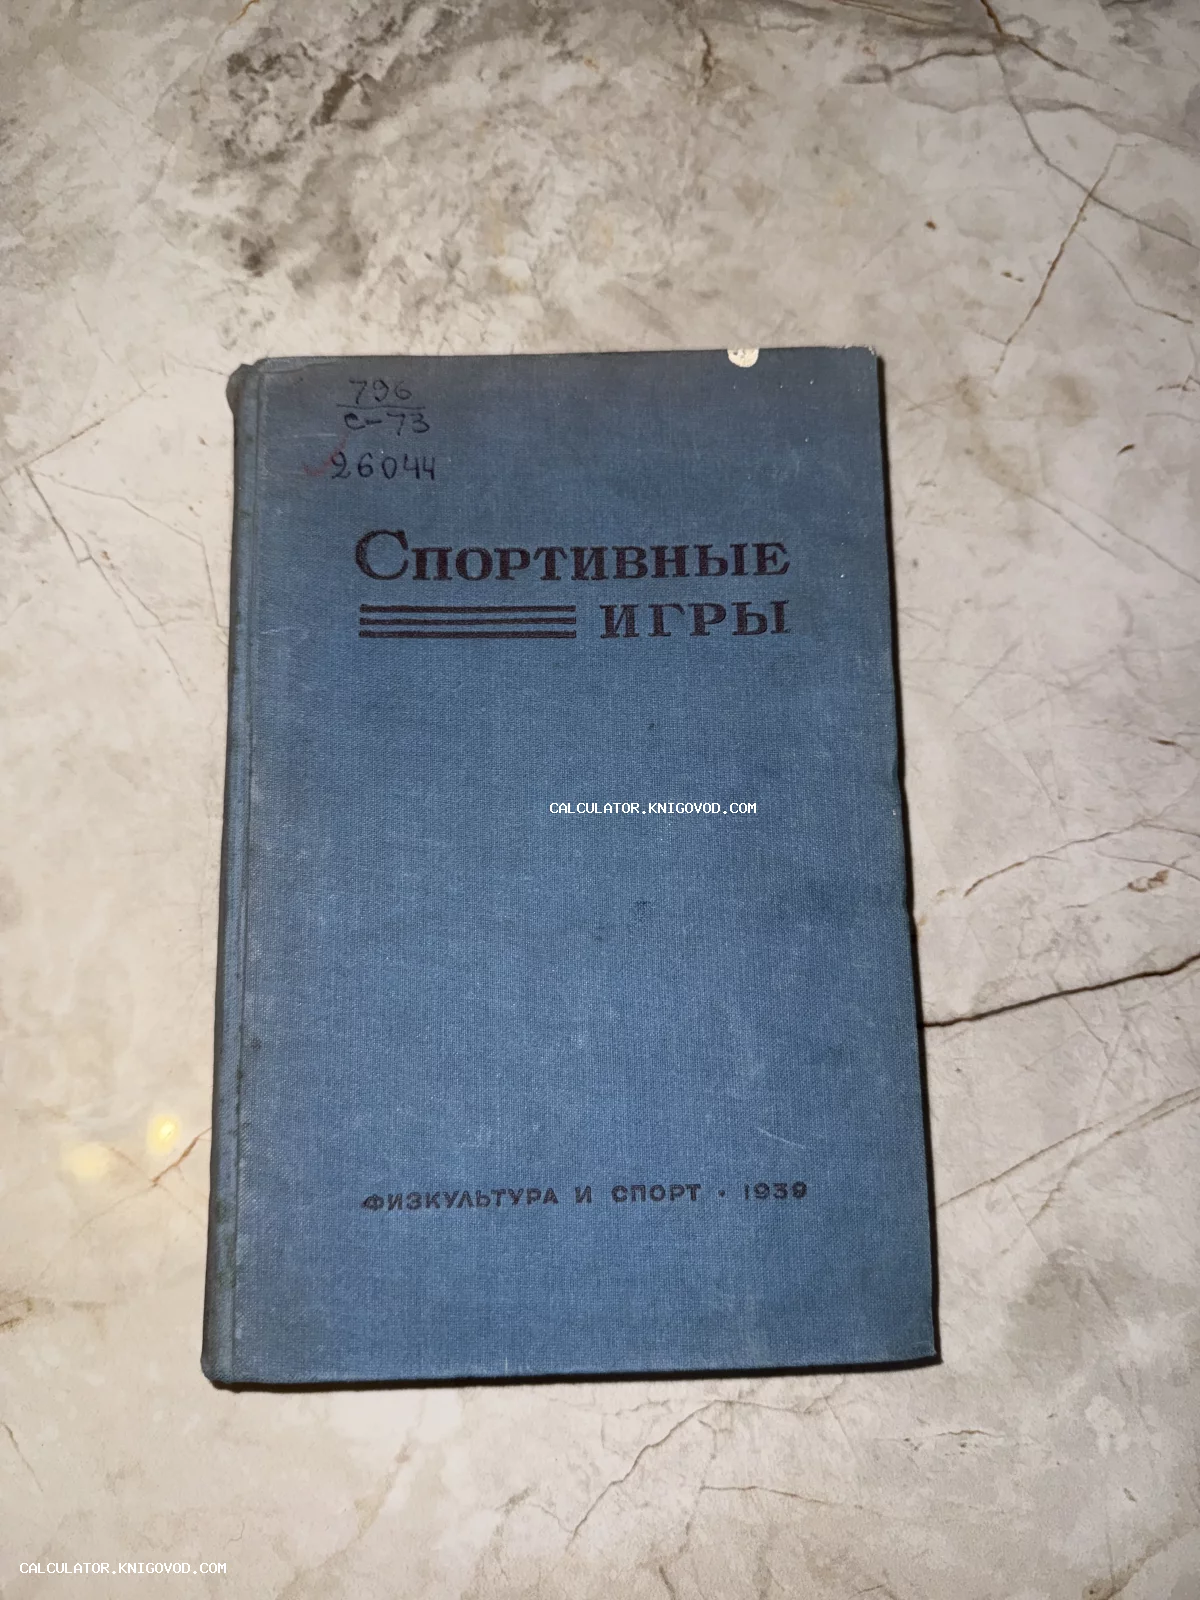 796
с-73
26044
Спортивные
игры
CALCULATOR.KNIGOVOD.COM
ФИЗКУЛЬТУРА И СПОРТ · 1939
CALCULATOR.KNIGOVOD.COM